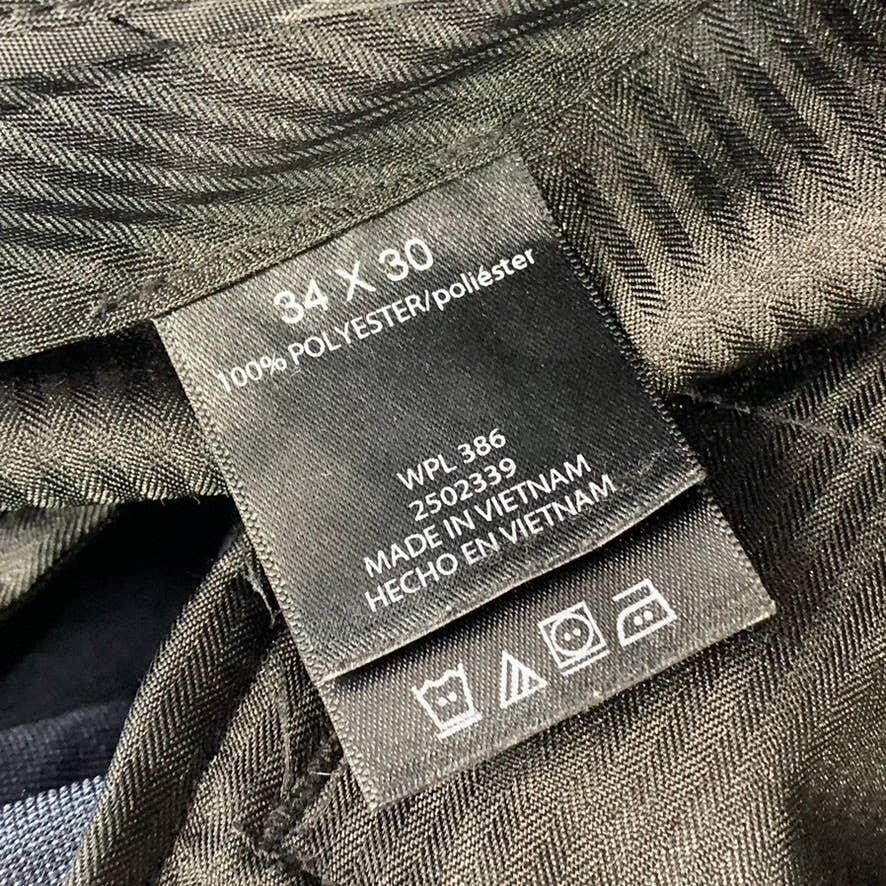 34 X 30
100% POLYESTER/poliéster
WPL 386
2502339
MADE IN VIETNAM
HECHO EN VIETNAM